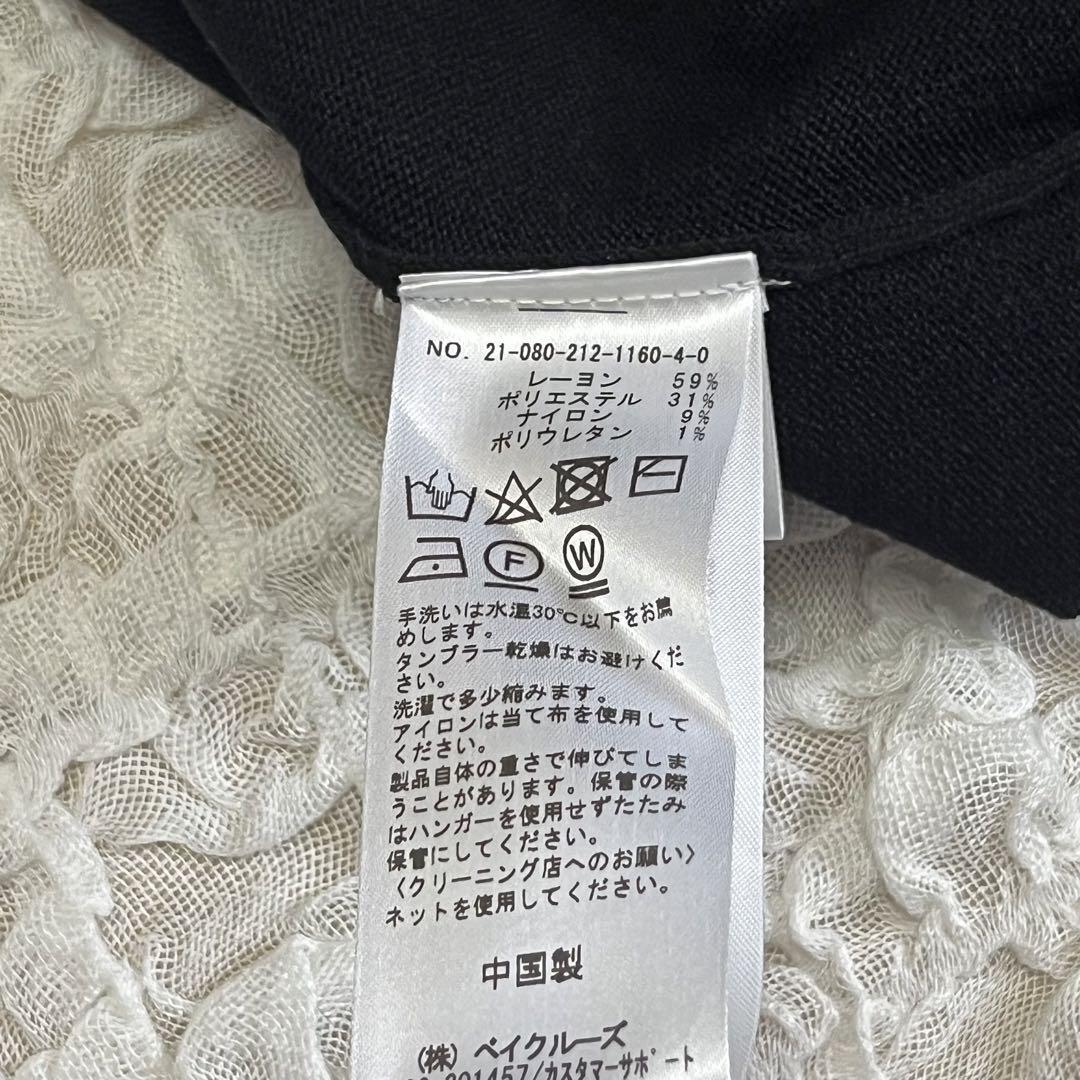 NO. 21-080-212-1160-4-0
レーヨン 59%
ポリエステル 31%
ナイロン 9%
ポリウレタン 1%
F W
手洗いは水温30℃以下をお薦
めします。
タンブラー乾燥はお避けくだ
さい。
洗濯で多少縮みます。
アイロンは当て布を使用して
ください。
製品自体の重さで伸びてしま
うことがあります。保管の際
はハンガーを使用せずたたみ
保管にしてください。
〈クリーニング店へのお願い〉
ネットを使用してください。
中国製
(株) ベイクルーズ
301457/カスタマーサポート